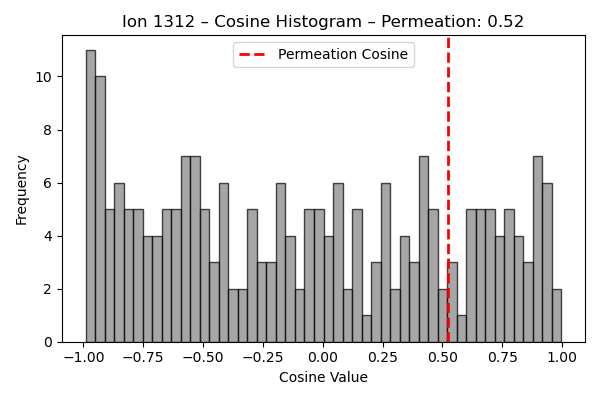 Ion 1312 – Cosine Histogram – Permeation: 0.52
Permeation Cosine
Frequency
10
8
6
4
2
0
−1.00 −0.75 −0.50 −0.25 0.00 0.25 0.50 0.75 1.00
Cosine Value